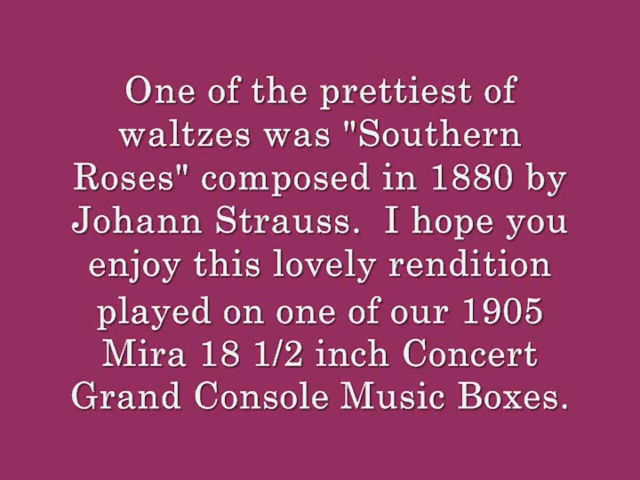 One of the prettiest of
waltzes was "Southern
Roses" composed in 1880 by
Johann Strauss.  I hope you
enjoy this lovely rendition
played on one of our 1905
Mira 18 1/2 inch Concert
Grand Console Music Boxes.